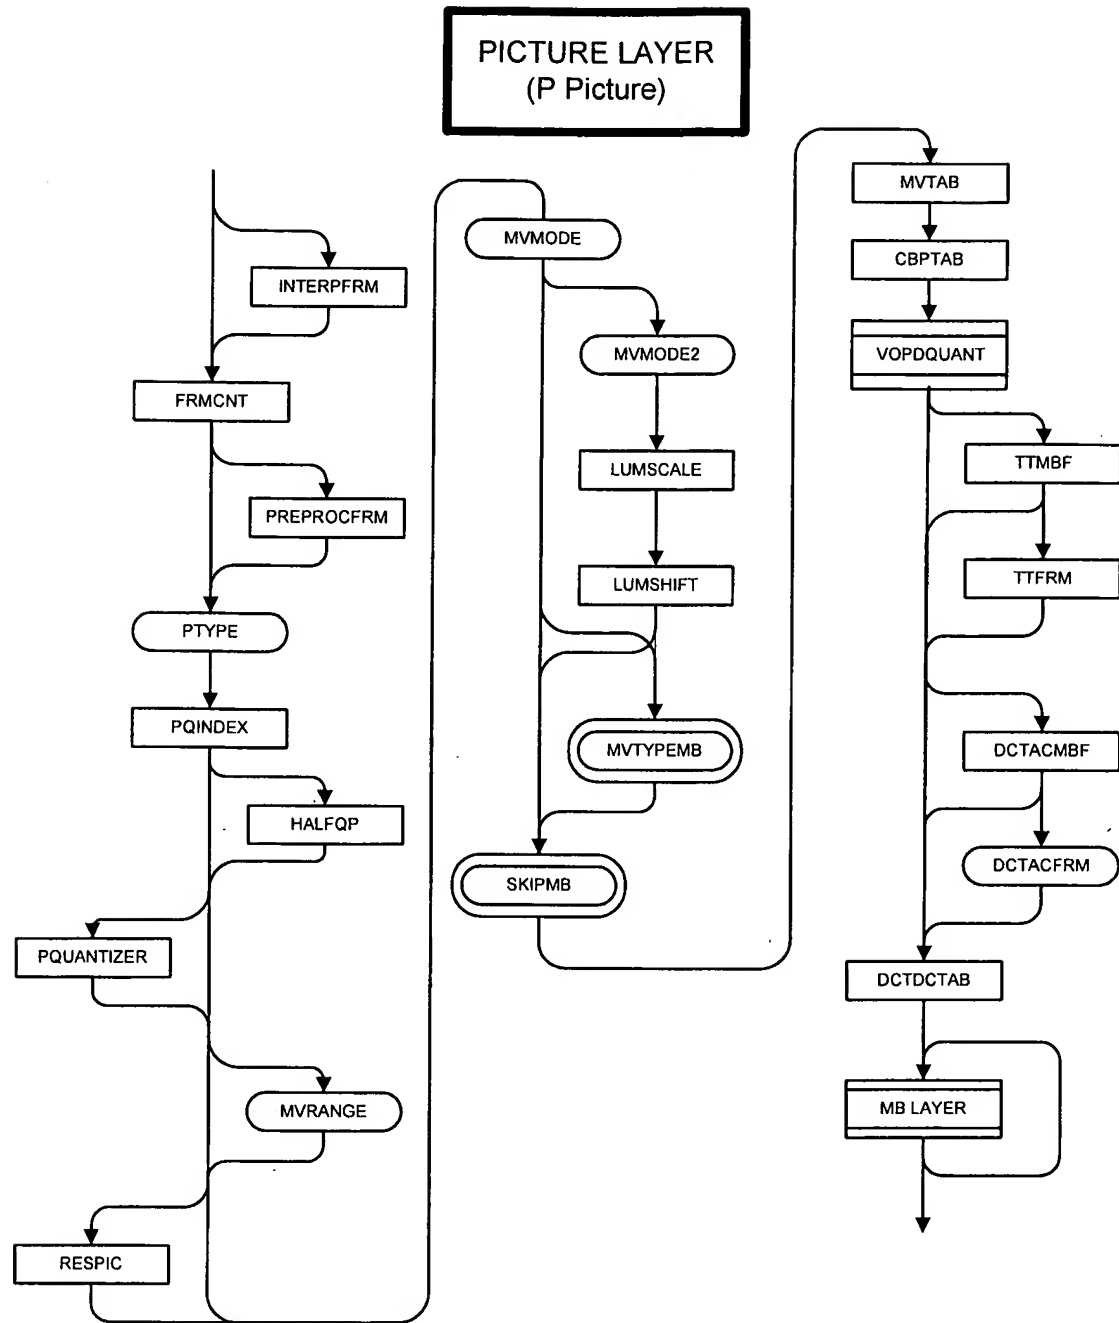 PICTURE LAYER
(P Picture)
INTERPFRM
FRMCNT
PREPROCFRM
PTYPE
PQINDEX
HALFQP
PQUANTIZER
MVRANGE
RESPIC
MVMODE
MVMODE2
LUMSCALE
LUMSHIFT
MVTYPEMB
SKIPMB
MVTAB
CBPTAB
VOPDQUANT
TTMBF
TTFRM
DCTACMBF
DCTACFRM
DCTDCTAB
MB LAYER